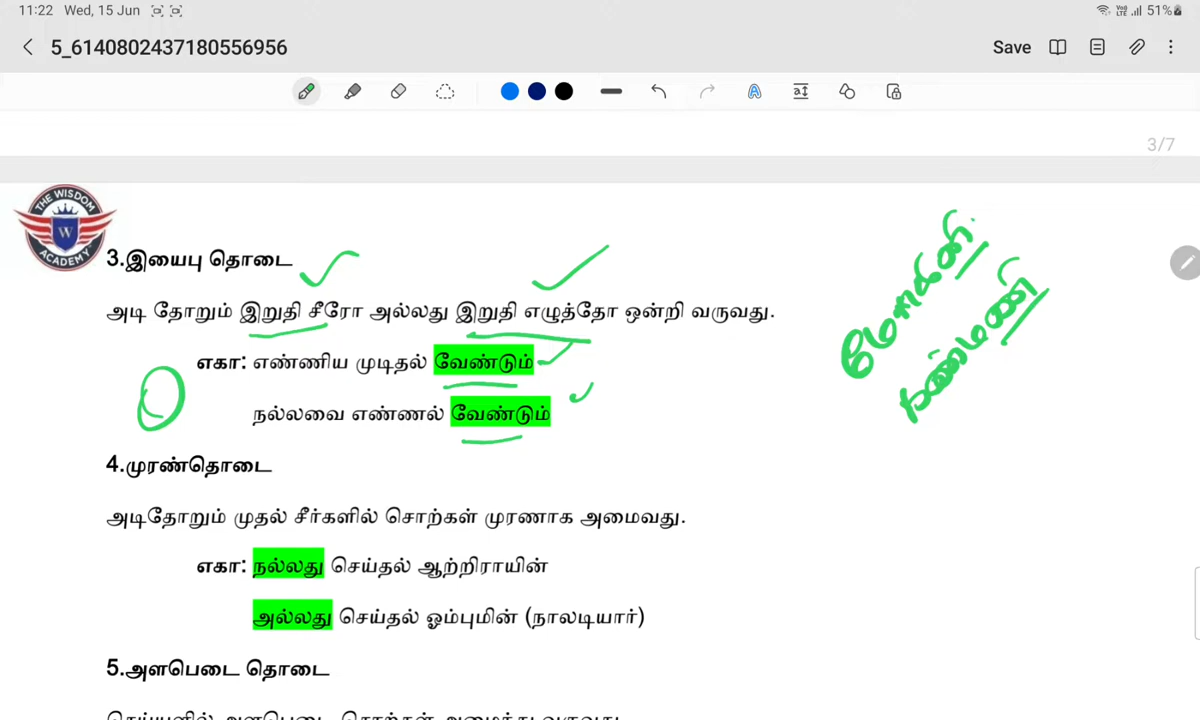 11:22 Wed, 15 Jun
51%
5_6140802437180556956
Save
3/7
THE WISDOM
W
ACADEMY
3.இயைபு தொடை
அடி தோறும் இறுதி சீரோ அல்லது இறுதி எழுத்தோ ஒன்றி வருவது.
எகா: எண்ணிய முடிதல் வேண்டும்
நல்லவை எண்ணல் வேண்டும்
4.முரண்தொடை
அடிதோறும் முதல் சீர்களில் சொற்கள் முரணாக அமைவது.
எகா: நல்லது செய்தல் ஆற்றிராயின்
அல்லது செய்தல் ஓம்புமின் (நாலடியார்)
5.அளபெடை தொடை